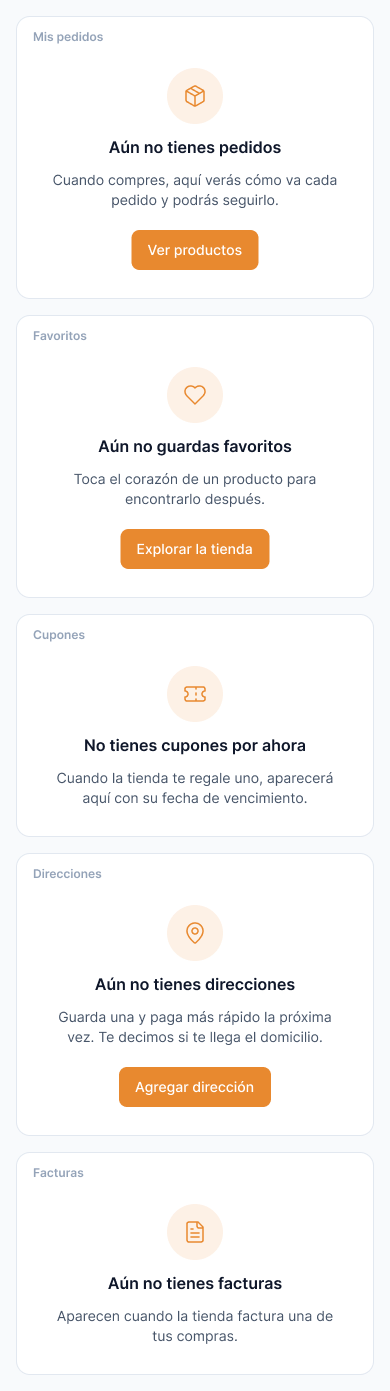 Mis pedidos
Aún no tienes pedidos
Cuando compres, aquí verás cómo va cada
pedido y podrás seguirlo.
Ver productos
Favoritos
Aún no guardas favoritos
Toca el corazón de un producto para
encontrarlo después.
Explorar la tienda
Cupones
No tienes cupones por ahora
Cuando la tienda te regale uno, aparecerá
aquí con su fecha de vencimiento.
Direcciones
Aún no tienes direcciones
Guarda una y paga más rápido la próxima
vez. Te decimos si te llega el domicilio.
Agregar dirección
Facturas
Aún no tienes facturas
Aparecen cuando la tienda factura una de
tus compras.